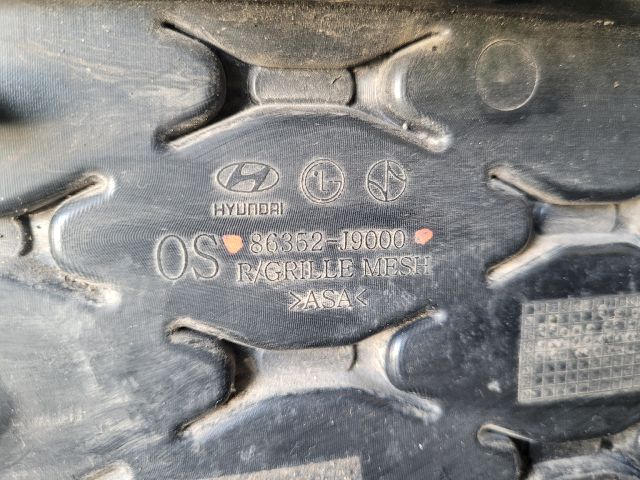 HYUNDAI
OS 86352-J9000
R/GRILLE MESH
>ASA<